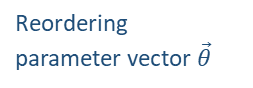 Reordering
parameter vector θ⃗